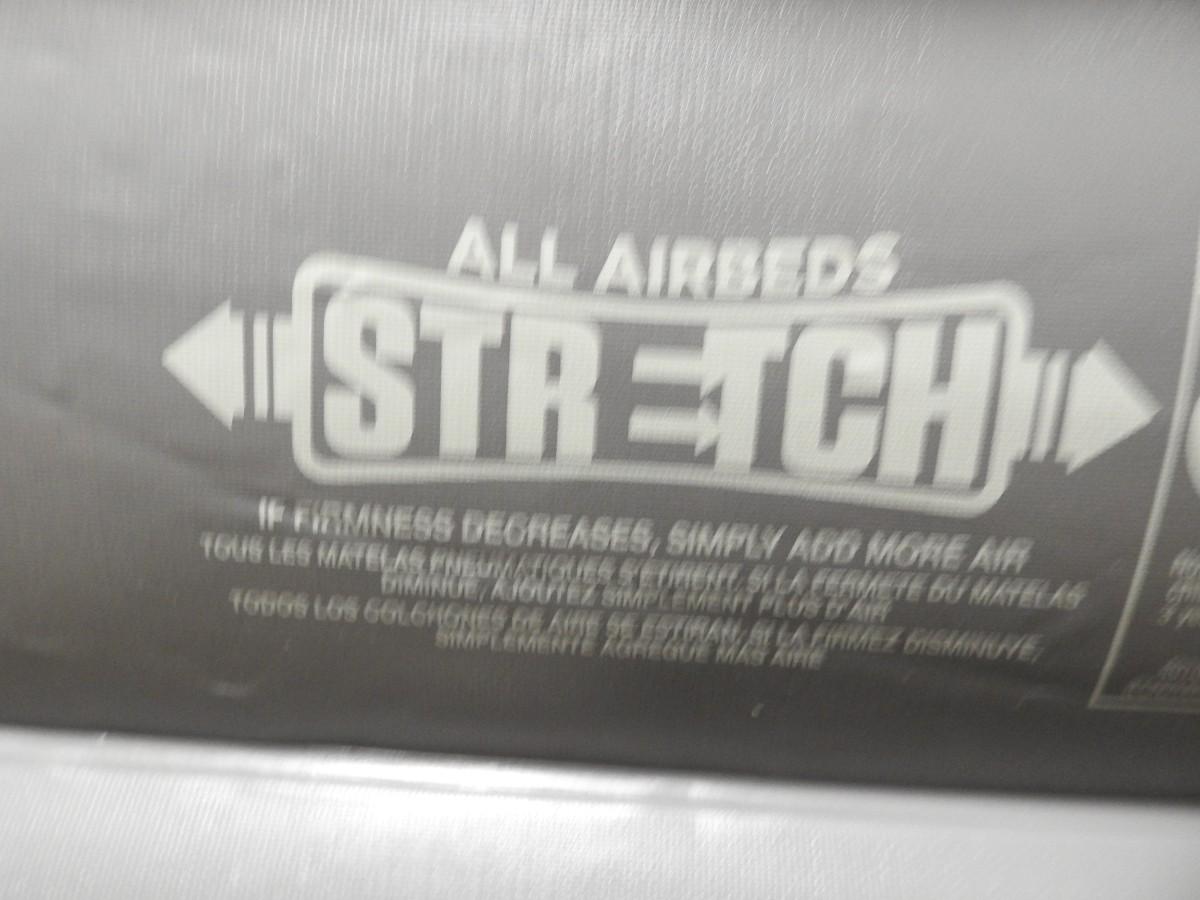 ALL AIRBEDS
STRETCH
IF FIRMNESS DECREASES, SIMPLY ADD MORE AIR
TOUS LES MATELAS PNEUMATIQUES S'ETIRENT, SI LA FERMETE DU MATELAS
DIMINUE, AJOUTEZ SIMPLEMENT PLUS D'AIR
TODOS LOS COLCHONES DE AIRE SE ESTIRAN, SI LA FIRMEZ DISMINUYE,
SIMPLEMENTE AGREGUE MAS AIRE